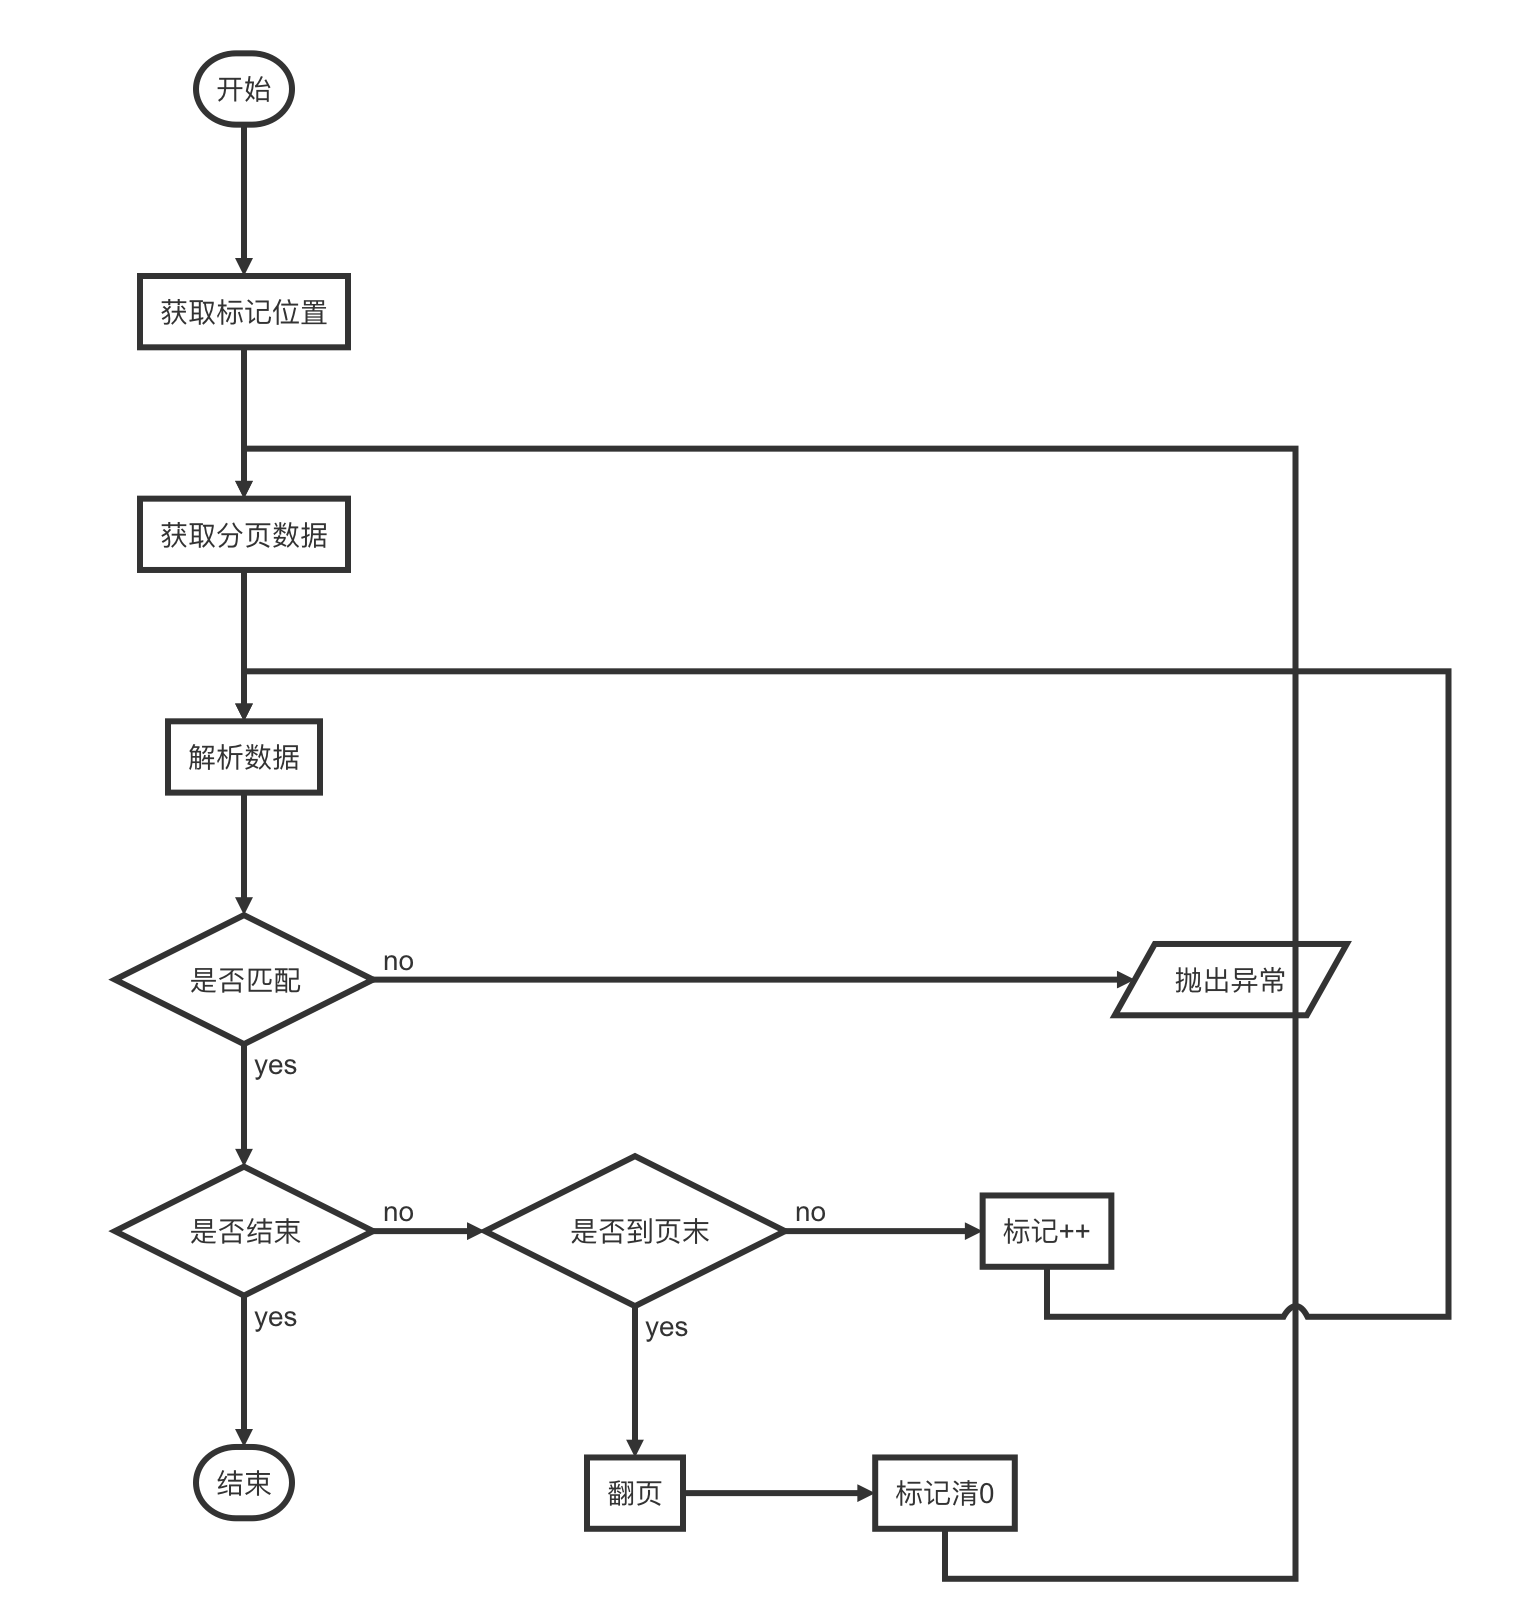 开始
获取标记位置
获取分页数据
解析数据
是否匹配
no
抛出异常
yes
是否结束
no
是否到页末
no
标记++
yes
yes
结束
翻页
标记清0